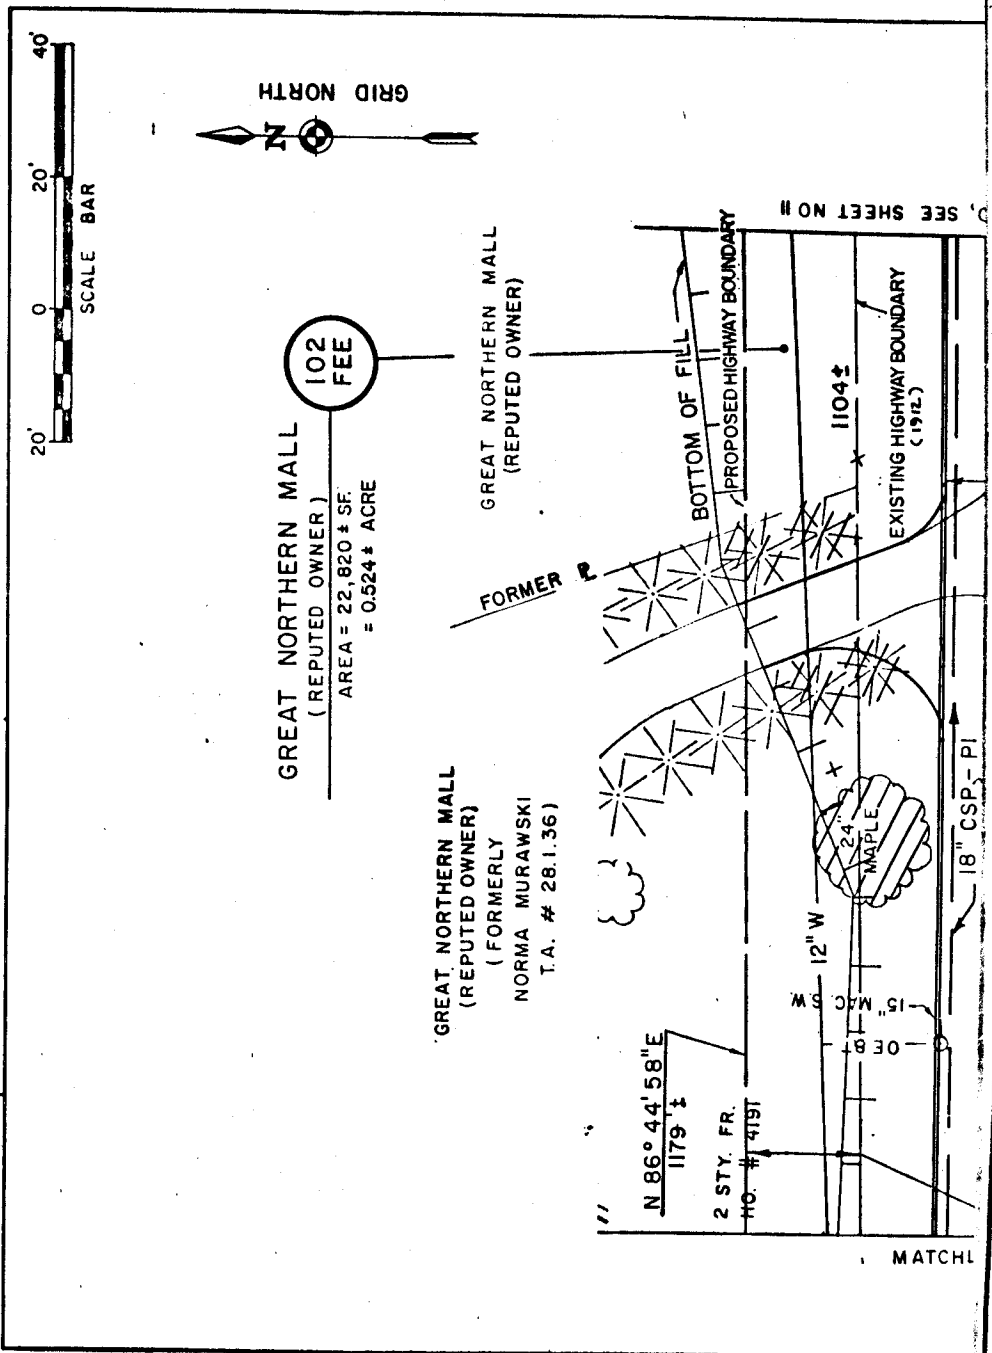 20' 0 20' 40'
SCALE BAR
GRID NORTH
N
102
FEE
GREAT NORTHERN MALL
( REPUTED OWNER )
AREA = 22,820 ± SF.
= 0.524 ± ACRE
GREAT NORTHERN MALL
(REPUTED OWNER)
GREAT NORTHERN MALL
(REPUTED OWNER)
( FORMERLY
NORMA MURAWSKI
T.A. # 28.1.36)
FORMER ⅊
BOTTOM OF FILL
PROPOSED HIGHWAY BOUNDARY
1104±
EXISTING HIGHWAY BOUNDARY
(1912)
, SEE SHEET NO 11
N 86° 44' 58" E
1179 ' ±
2 STY. FR.
HO. # 4191
12" W
24"
MAPLE
15" MAC. S.W.
OE 8T
18" CSP - P1
MATCHL